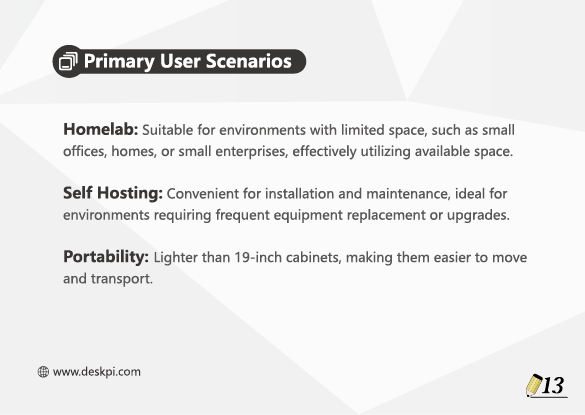 Primary User Scenarios
Homelab: Suitable for environments with limited space, such as small
offices, homes, or small enterprises, effectively utilizing available space.
Self Hosting: Convenient for installation and maintenance, ideal for
environments requiring frequent equipment replacement or upgrades.
Portability: Lighter than 19-inch cabinets, making them easier to move
and transport.
www.deskpi.com
13